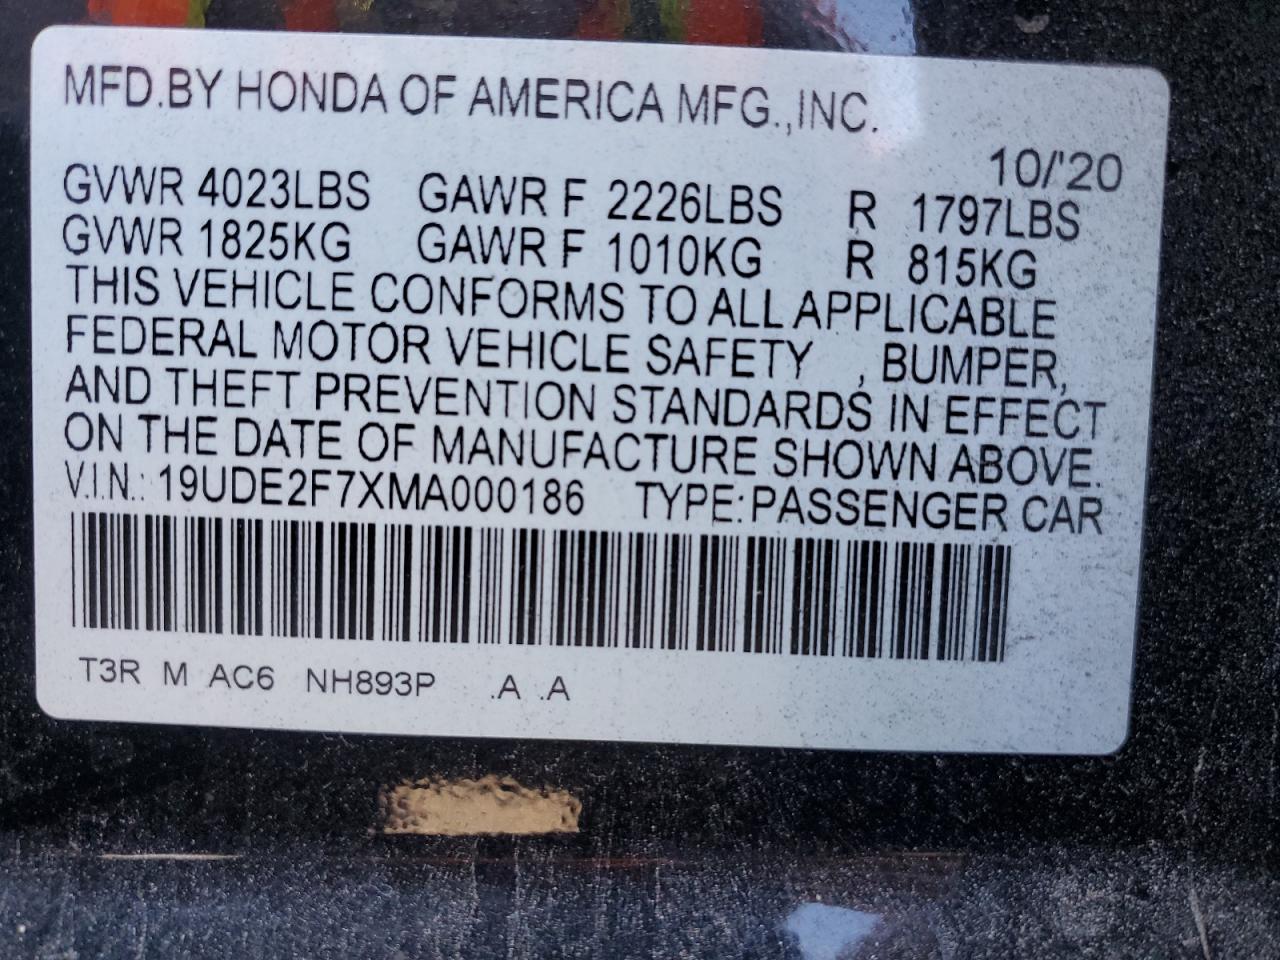 MFD.BY HONDA OF AMERICA MFG.,INC.
10/'20
GVWR 4023LBS GAWR F 2226LBS R 1797LBS
GVWR 1825KG GAWR F 1010KG R 815KG
THIS VEHICLE CONFORMS TO ALL APPLICABLE
FEDERAL MOTOR VEHICLE SAFETY , BUMPER,
AND THEFT PREVENTION STANDARDS IN EFFECT
ON THE DATE OF MANUFACTURE SHOWN ABOVE.
V.I.N.: 19UDE2F7XMA000186 TYPE:PASSENGER CAR
T3R M AC6 NH893P .A .A